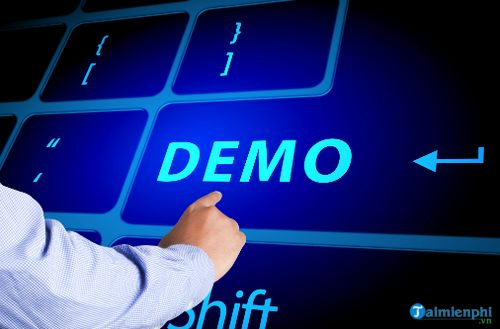 { }
[ ]
"
,
DEMO
Shift
Taimienphi
.vn